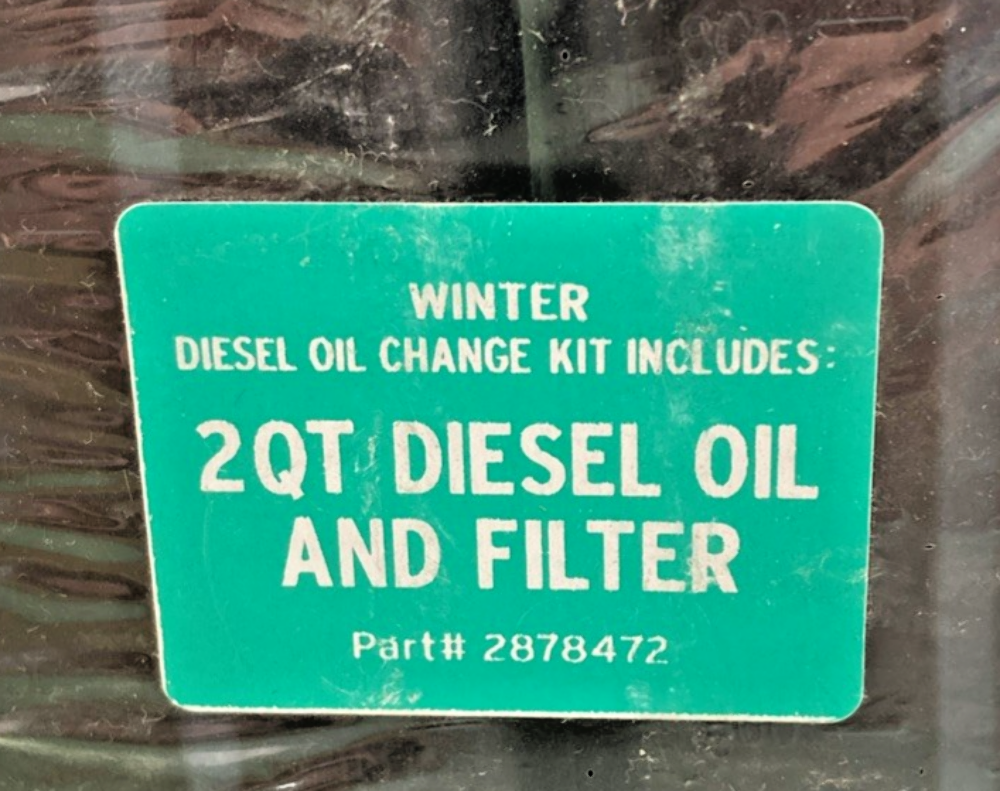 WINTER
DIESEL OIL CHANGE KIT INCLUDES:
2QT DIESEL OIL
AND FILTER
Part# 2878472